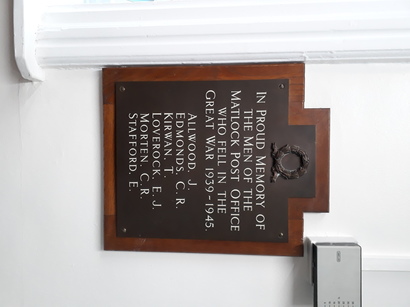 IN PROUD MEMORY OF
THE MEN OF THE
MATLOCK POST OFFICE
WHO FELL IN THE
GREAT WAR 1939-1945.
ALLWOOD, J.
EDMONDS, C. R.
KIRWAN, T.
LOVEROCK, E. J.
MORTEN, C. R.
STAFFORD, E.